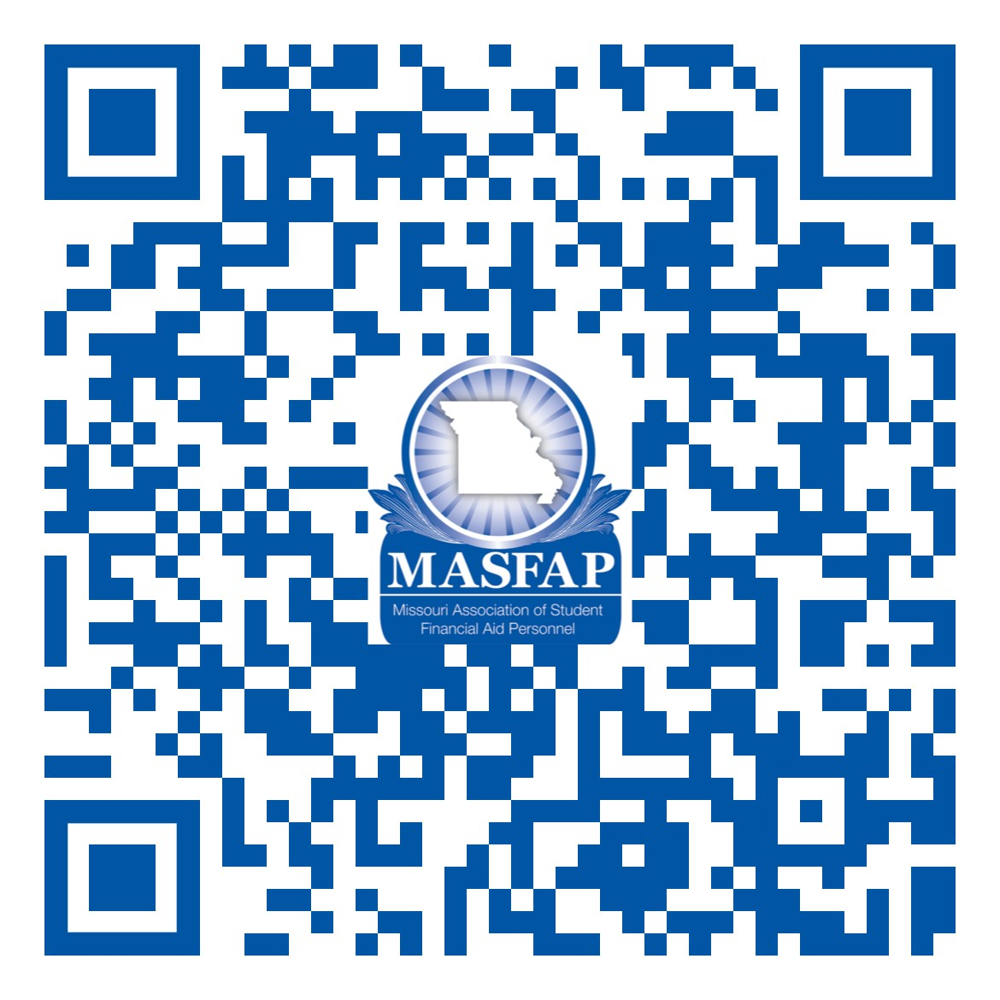 MASFAP
Missouri Association of Student
Financial Aid Personnel